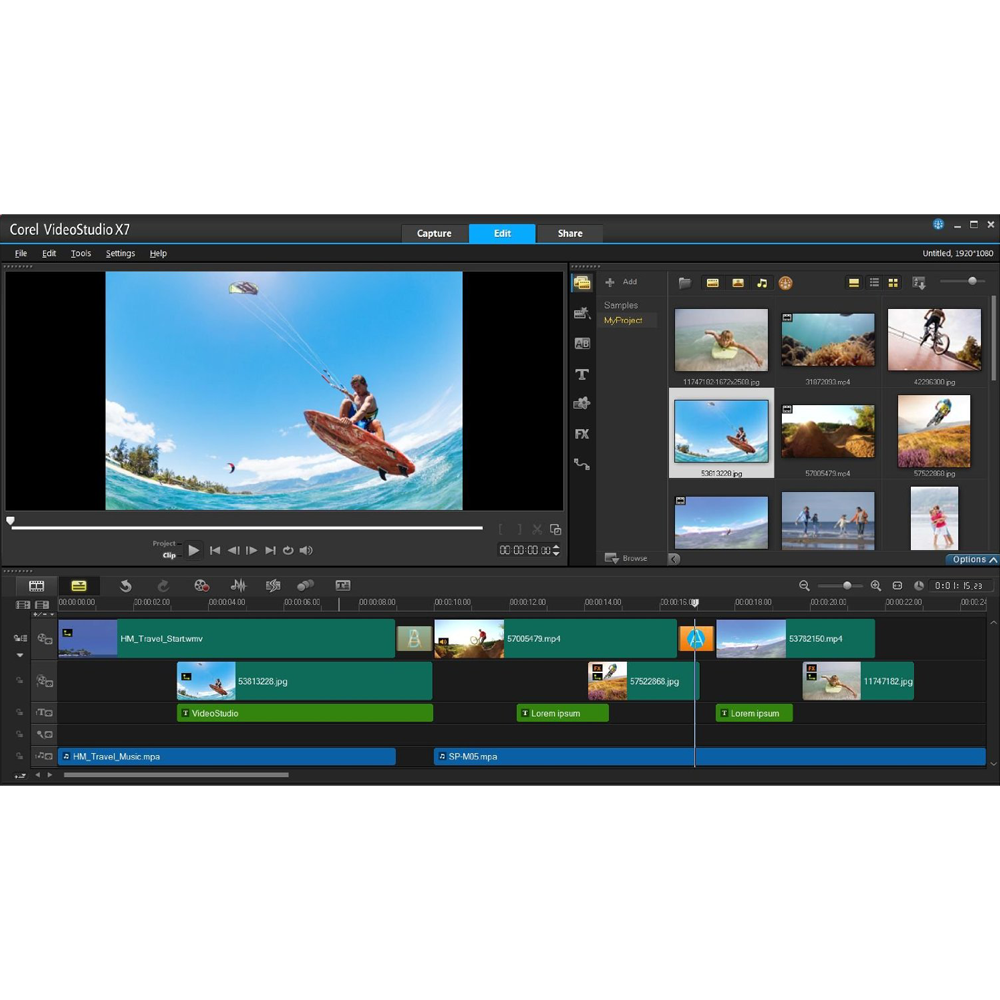 Corel VideoStudio X7
Capture Edit Share
File Edit Tools Settings Help
Untitled, 1920*1080
Add
Samples
MyProject
11747182-1672x2508.jpg 31872093.mp4 42296300.jpg
53813228.jpg 57005479.mp4 57522868.jpg
Browse
Options
Project
Clip
00:00:00:00
0:01:15.23
00:00:00.00 00:00:02.00 00:00:04.00 00:00:06.00 00:00:08.00 00:00:10.00 00:00:12.00 00:00:14.00 00:00:16.00 00:00:18.00 00:00:20.00 00:00:22.00 00:00:24
HM_Travel_Start.wmv 57005479.mp4 53782150.mp4
53813228.jpg 57522868.jpg 11747182.jpg
VideoStudio Lorem ipsum Lorem ipsum
HM_Travel_Music.mpa SP-M05.mpa